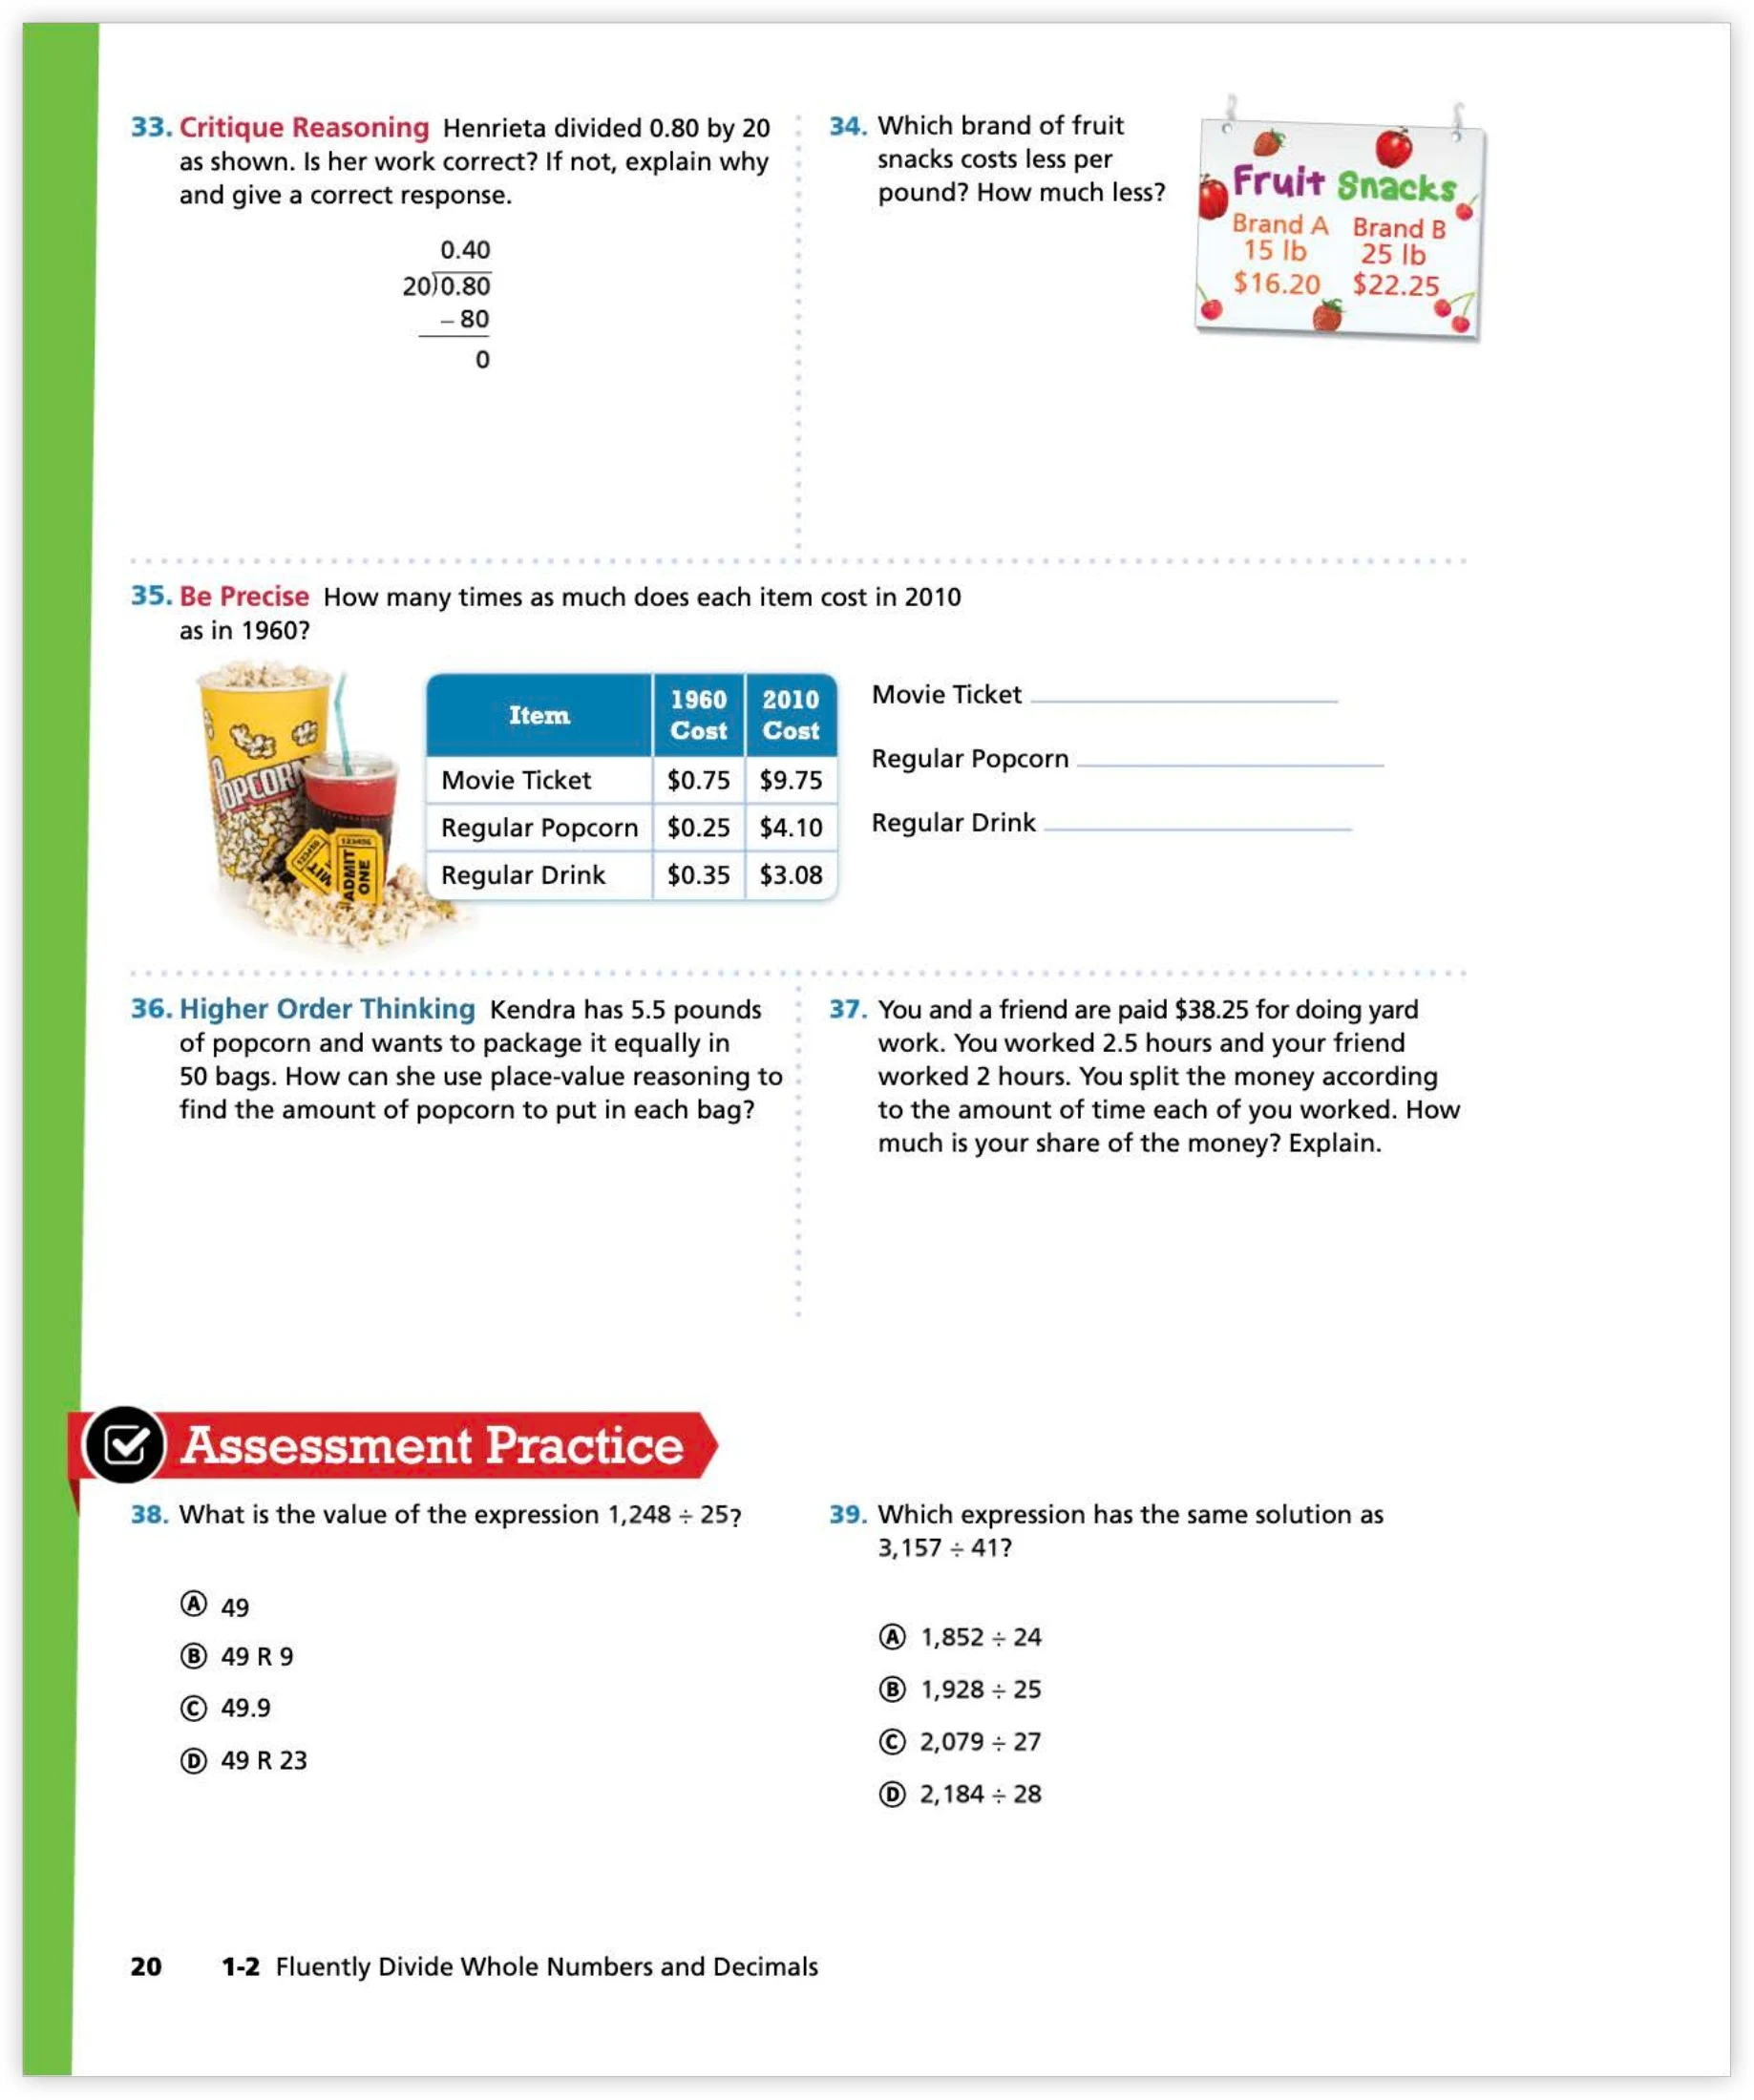 33. Critique Reasoning Henrieta divided 0.80 by 20
as shown. Is her work correct? If not, explain why
and give a correct response.
0.40
20)0.80
– 80
0
34. Which brand of fruit
snacks costs less per
pound? How much less?
Fruit Snacks
Brand A Brand B
15 lb 25 lb
$16.20 $22.25
35. Be Precise How many times as much does each item cost in 2010
as in 1960?
POPCORN
123456
123456
ADMIT
ONE
Item 1960 Cost 2010 Cost
Movie Ticket $0.75 $9.75
Regular Popcorn $0.25 $4.10
Regular Drink $0.35 $3.08
Movie Ticket
Regular Popcorn
Regular Drink
36. Higher Order Thinking Kendra has 5.5 pounds
of popcorn and wants to package it equally in
50 bags. How can she use place-value reasoning to
find the amount of popcorn to put in each bag?
37. You and a friend are paid $38.25 for doing yard
work. You worked 2.5 hours and your friend
worked 2 hours. You split the money according
to the amount of time each of you worked. How
much is your share of the money? Explain.
Assessment Practice
38. What is the value of the expression 1,248 ÷ 25?
Ⓐ 49
Ⓑ 49 R 9
Ⓒ 49.9
Ⓓ 49 R 23
39. Which expression has the same solution as
3,157 ÷ 41?
Ⓐ 1,852 ÷ 24
Ⓑ 1,928 ÷ 25
Ⓒ 2,079 ÷ 27
Ⓓ 2,184 ÷ 28
20 1-2 Fluently Divide Whole Numbers and Decimals